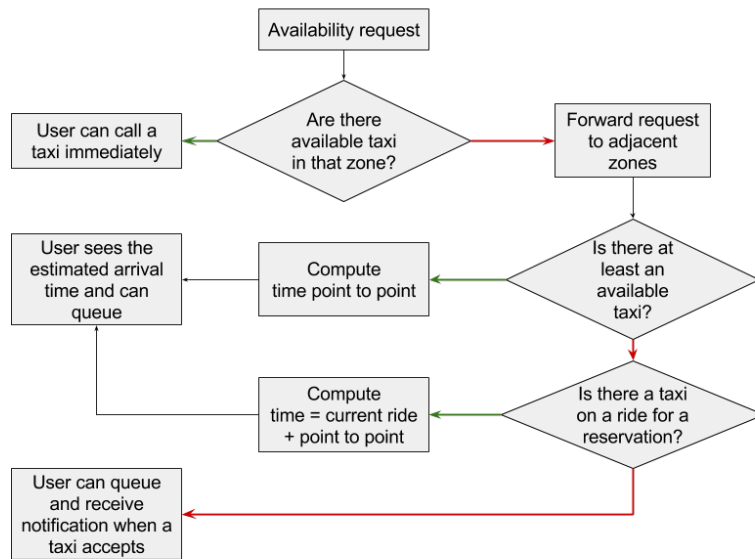 Availability request
Are there
available taxi
in that zone?
User can call a
taxi immediately
Forward request
to adjacent
zones
Is there at
least an
available
taxi?
Compute
time point to point
User sees the
estimated arrival
time and can
queue
Is there a taxi
on a ride for a
reservation?
Compute
time = current ride
+ point to point
User can queue
and receive
notification when a
taxi accepts